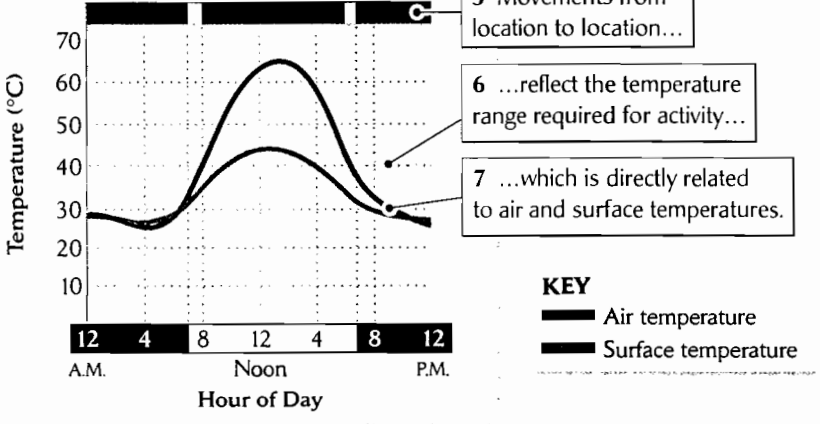 5 Movements from
location to location...
70
60
50
40
30
20
10
Temperature (°C)
6 ...reflect the temperature
range required for activity...
7 ...which is directly related
to air and surface temperatures.
KEY
Air temperature
Surface temperature
12 4 8 12 4 8 12
A.M. Noon P.M.
Hour of Day